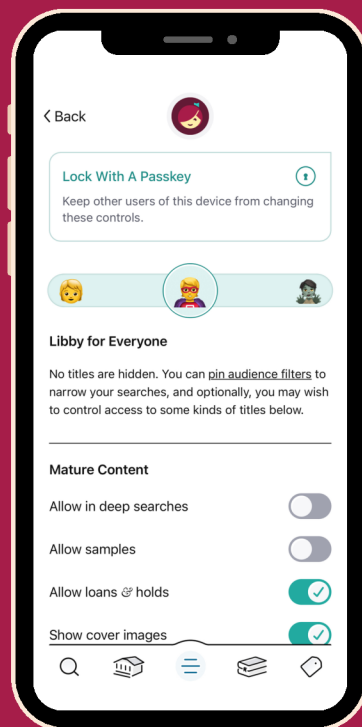 Back
Lock With A Passkey
Keep other users of this device from changing
these controls.
Libby for Everyone
No titles are hidden. You can pin audience filters to
narrow your searches, and optionally, you may wish
to control access to some kinds of titles below.
Mature Content
Allow in deep searches
Allow samples
Allow loans & holds
Show cover images